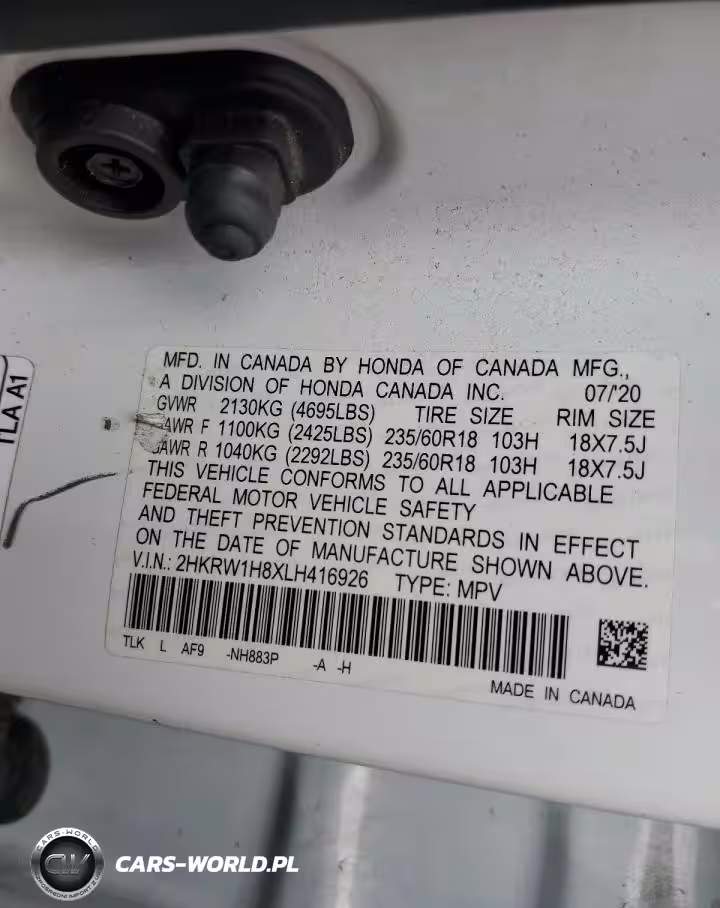 MFD. IN CANADA BY HONDA OF CANADA MFG.,
A DIVISION OF HONDA CANADA INC. 07/'20
GVWR 2130KG (4695LBS) TIRE SIZE RIM SIZE
GAWR F 1100KG (2425LBS) 235/60R18 103H 18X7.5J
GAWR R 1040KG (2292LBS) 235/60R18 103H 18X7.5J
THIS VEHICLE CONFORMS TO ALL APPLICABLE
FEDERAL MOTOR VEHICLE SAFETY
AND THEFT PREVENTION STANDARDS IN EFFECT
ON THE DATE OF MANUFACTURE SHOWN ABOVE.
V.I.N.: 2HKRW1H8XLH416926 TYPE: MPV
TLK L AF9 -NH883P -A -H
MADE IN CANADA
TLA A1
CARS-WORLD
CW
CARS-WORLD.PL